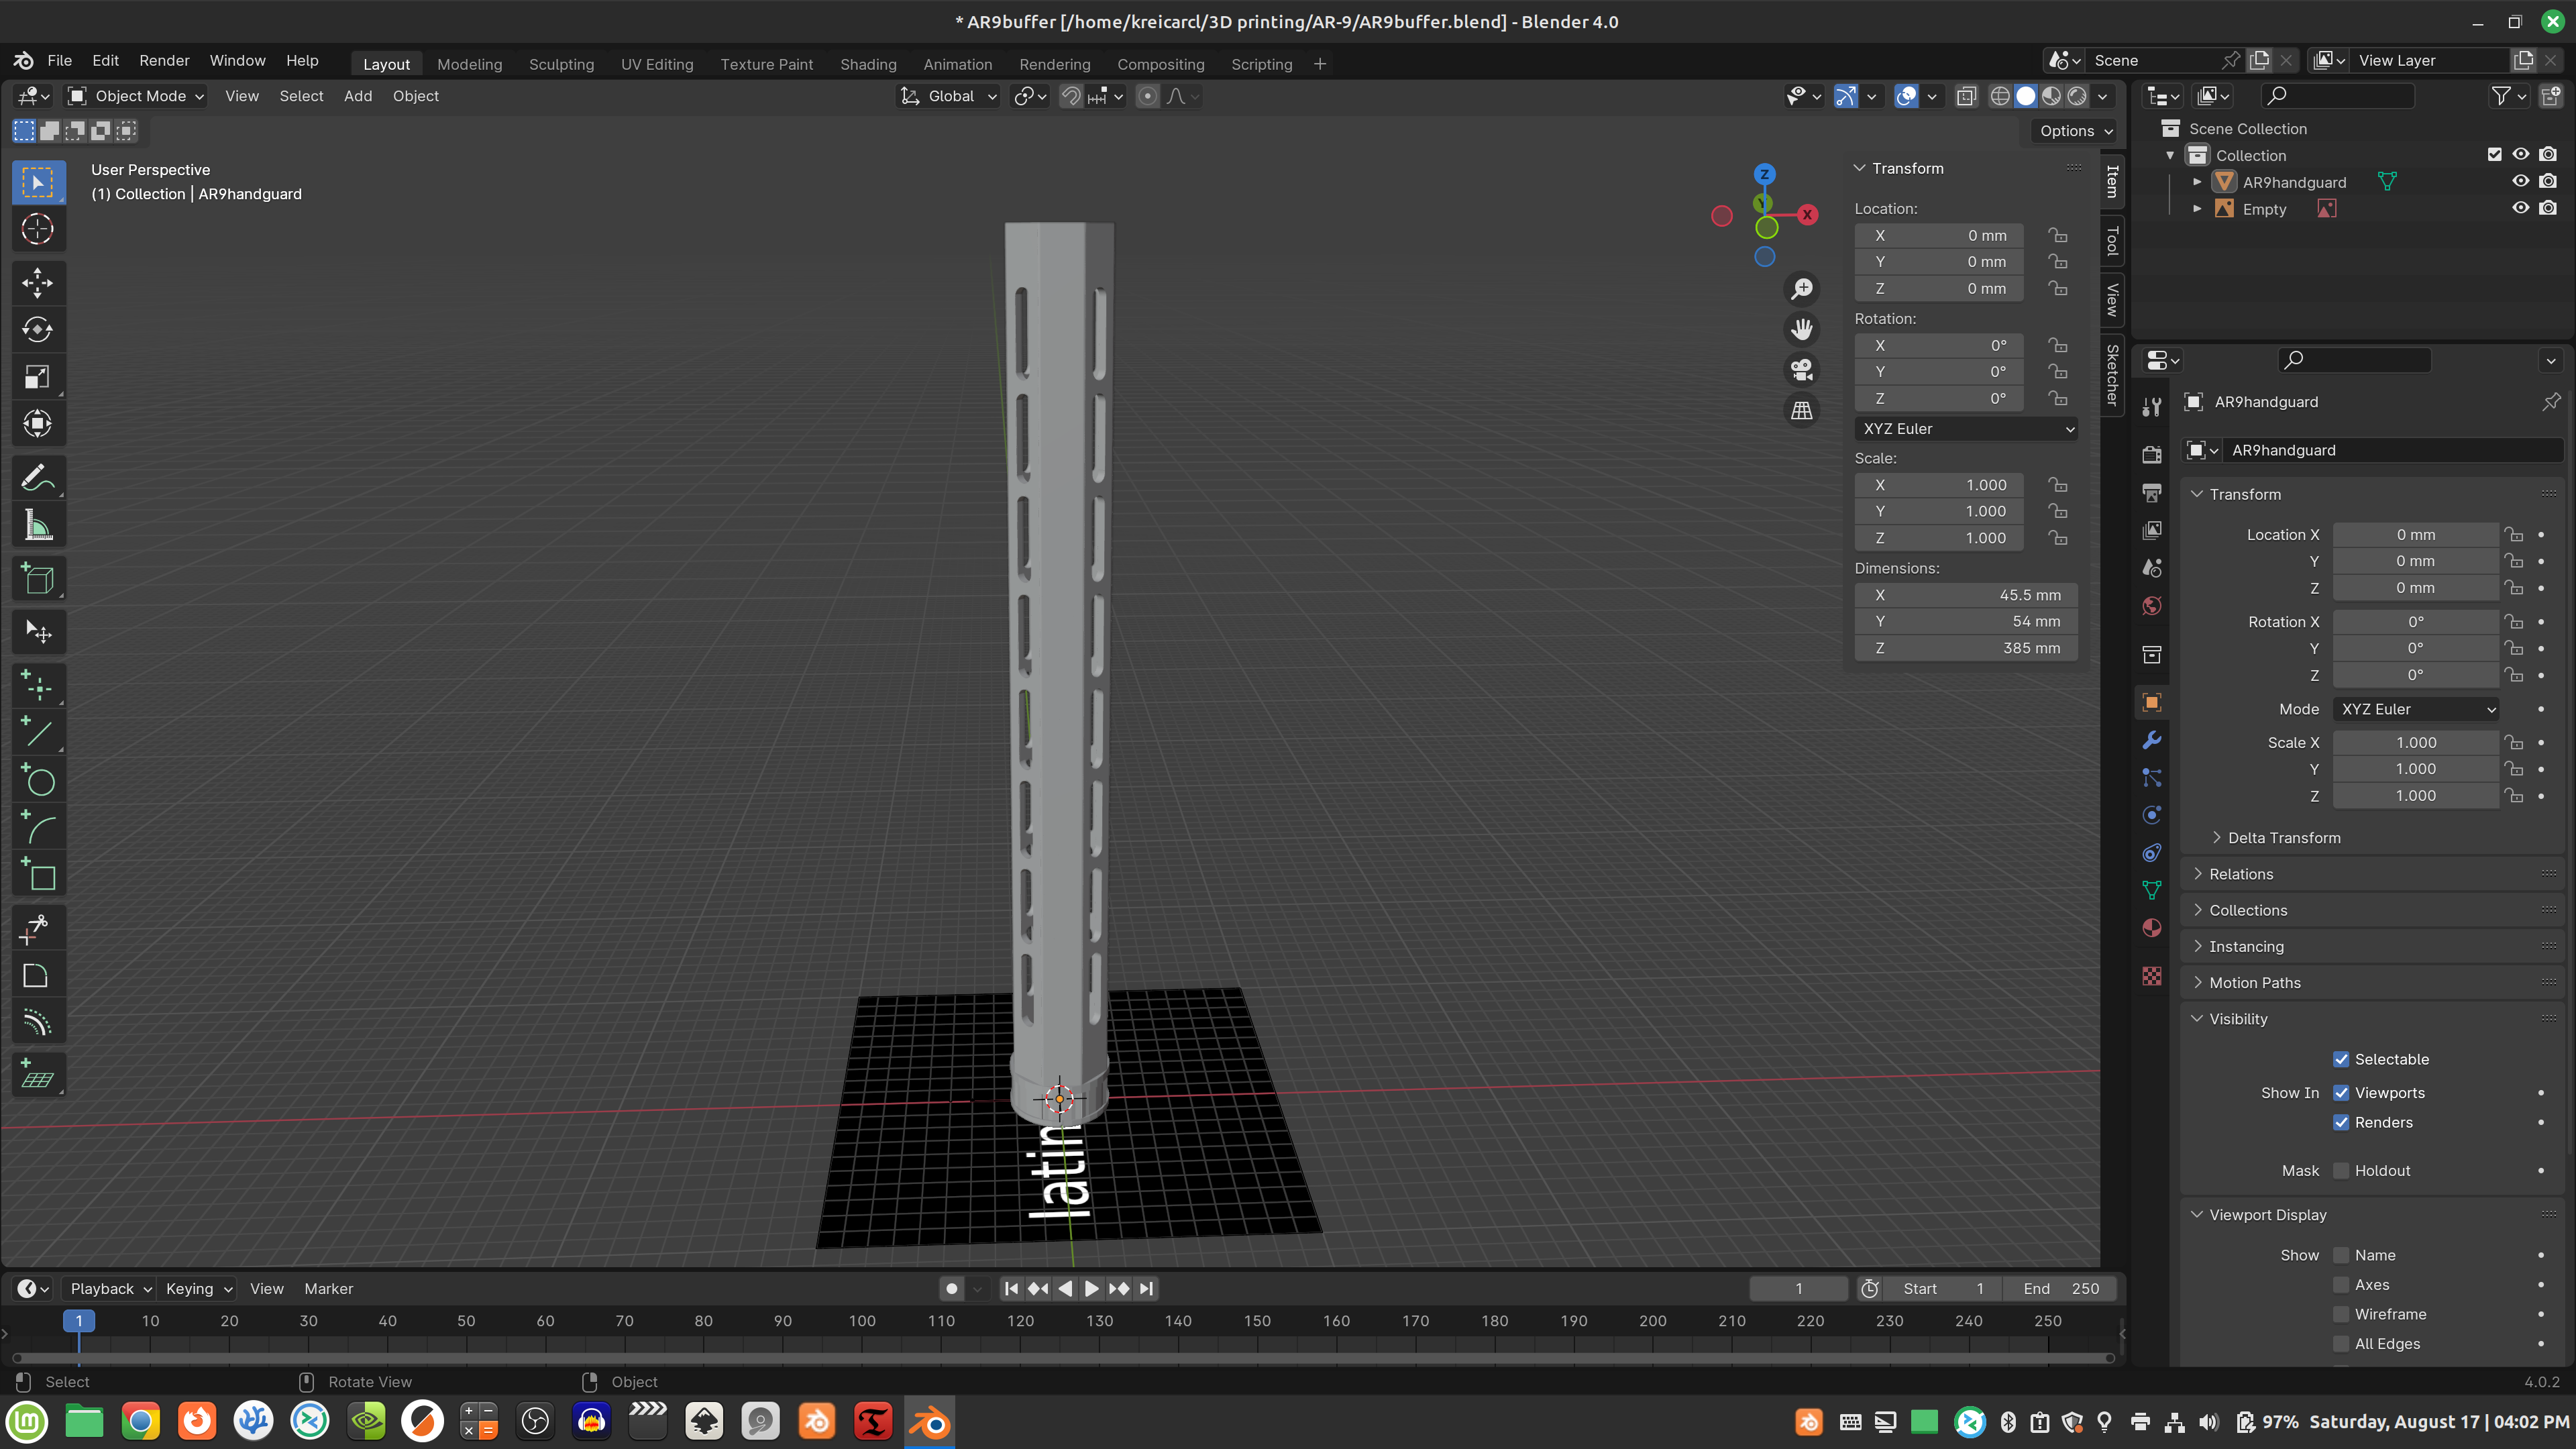 * AR9buffer [/home/kreicarcl/3D printing/AR-9/AR9buffer.blend] - Blender 4.0
File Edit Render Window Help Layout Modeling Sculpting UV Editing Texture Paint Shading Animation Rendering Compositing Scripting + Scene View Layer
Object Mode View Select Add Object Global
Options
User Perspective
(1) Collection | AR9handguard
Z
Y
X
Transform
Location:
X 0 mm
Y 0 mm
Z 0 mm
Rotation:
X 0°
Y 0°
Z 0°
XYZ Euler
Scale:
X 1.000
Y 1.000
Z 1.000
Dimensions:
X 45.5 mm
Y 54 mm
Z 385 mm
Item
Tool
View
Sketcher
latin
Scene Collection
Collection
AR9handguard
Empty
AR9handguard
AR9handguard
Transform
Location X 0 mm
Y 0 mm
Z 0 mm
Rotation X 0°
Y 0°
Z 0°
Mode XYZ Euler
Scale X 1.000
Y 1.000
Z 1.000
Delta Transform
Relations
Collections
Instancing
Motion Paths
Visibility
Selectable
Show In Viewports
Renders
Mask Holdout
Viewport Display
Show Name
Axes
Wireframe
All Edges
Playback Keying View Marker 1 Start 1 End 250
1 10 20 30 40 50 60 70 80 90 100 110 120 130 140 150 160 170 180 190 200 210 220 230 240 250
Select Rotate View Object 4.0.2
97% Saturday, August 17 | 04:02 PM